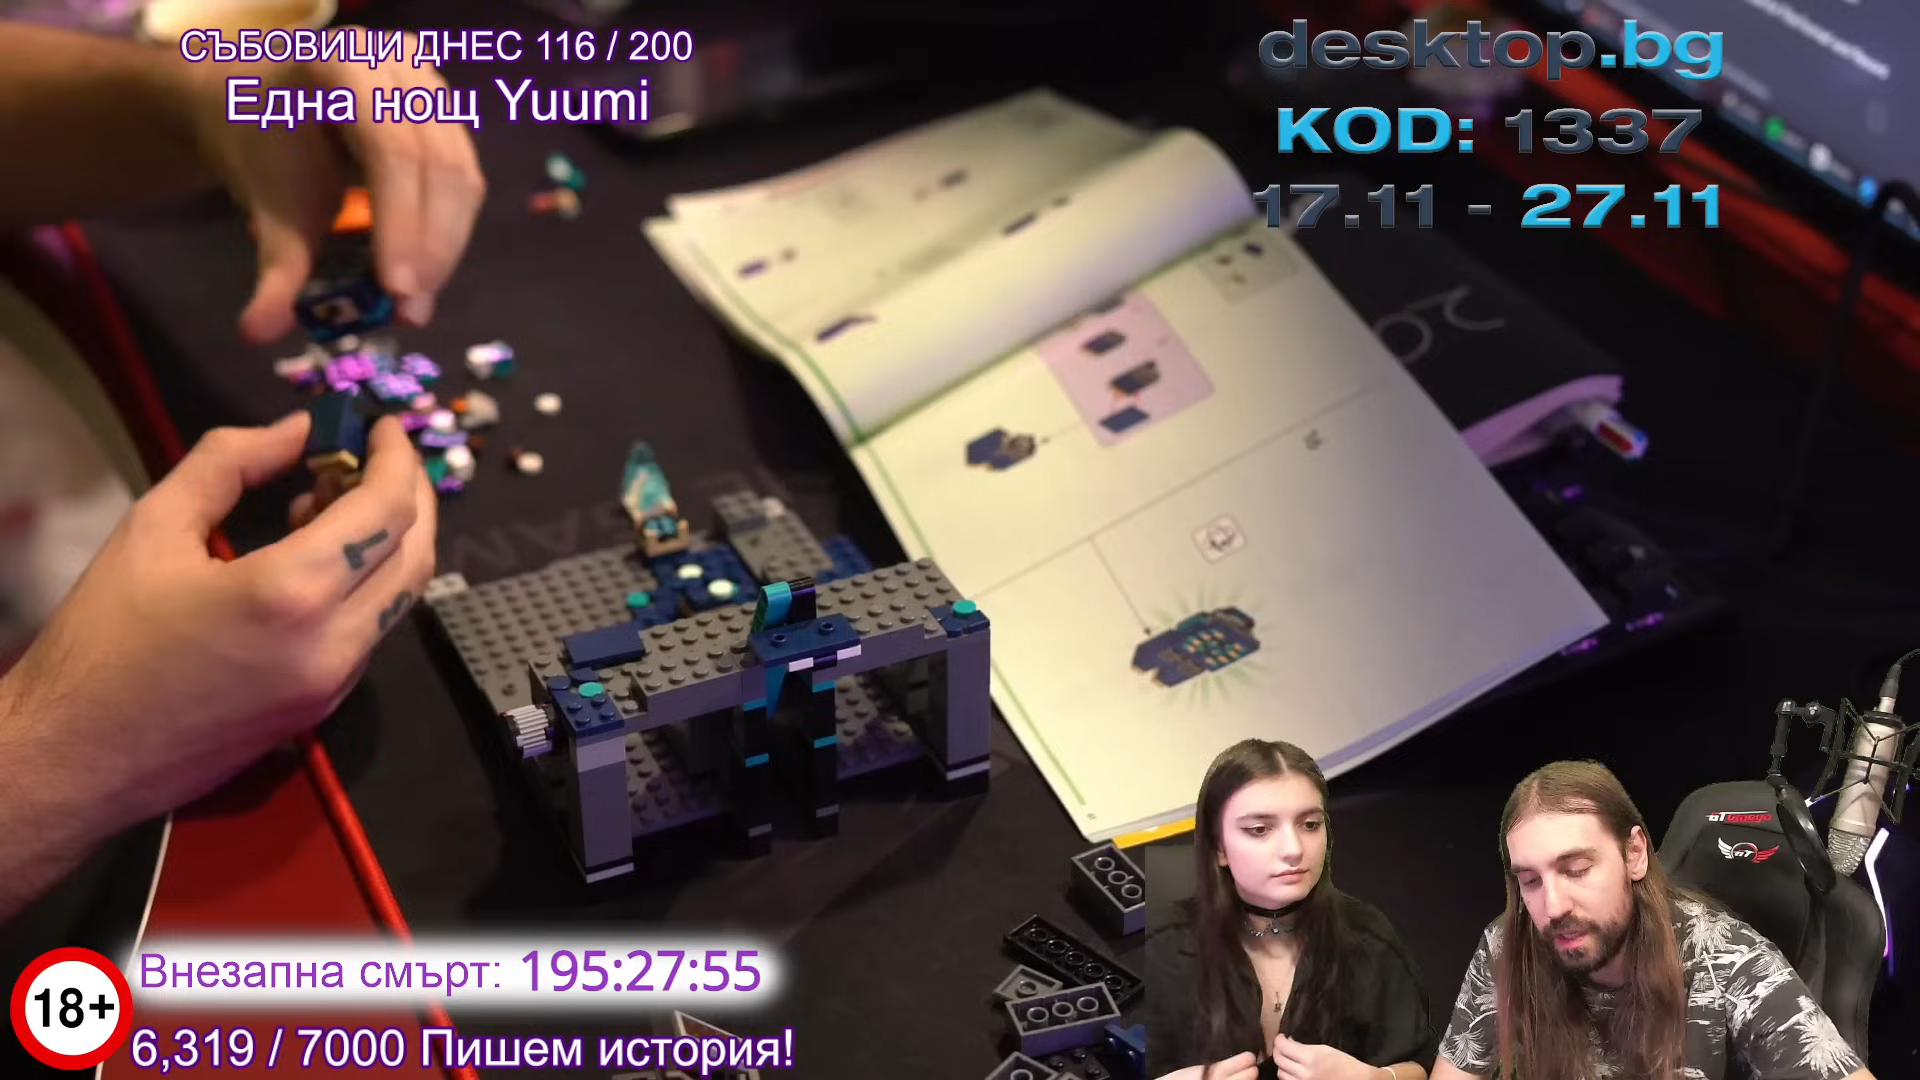 СЪБОВИЦИ ДНЕС 116 / 200
Една нощ Yuumi
desktop.bg
KOD: 1337
17.11 - 27.11
Внезапна смърт: 195:27:55
18+
6,319 / 7000 Пишем история!